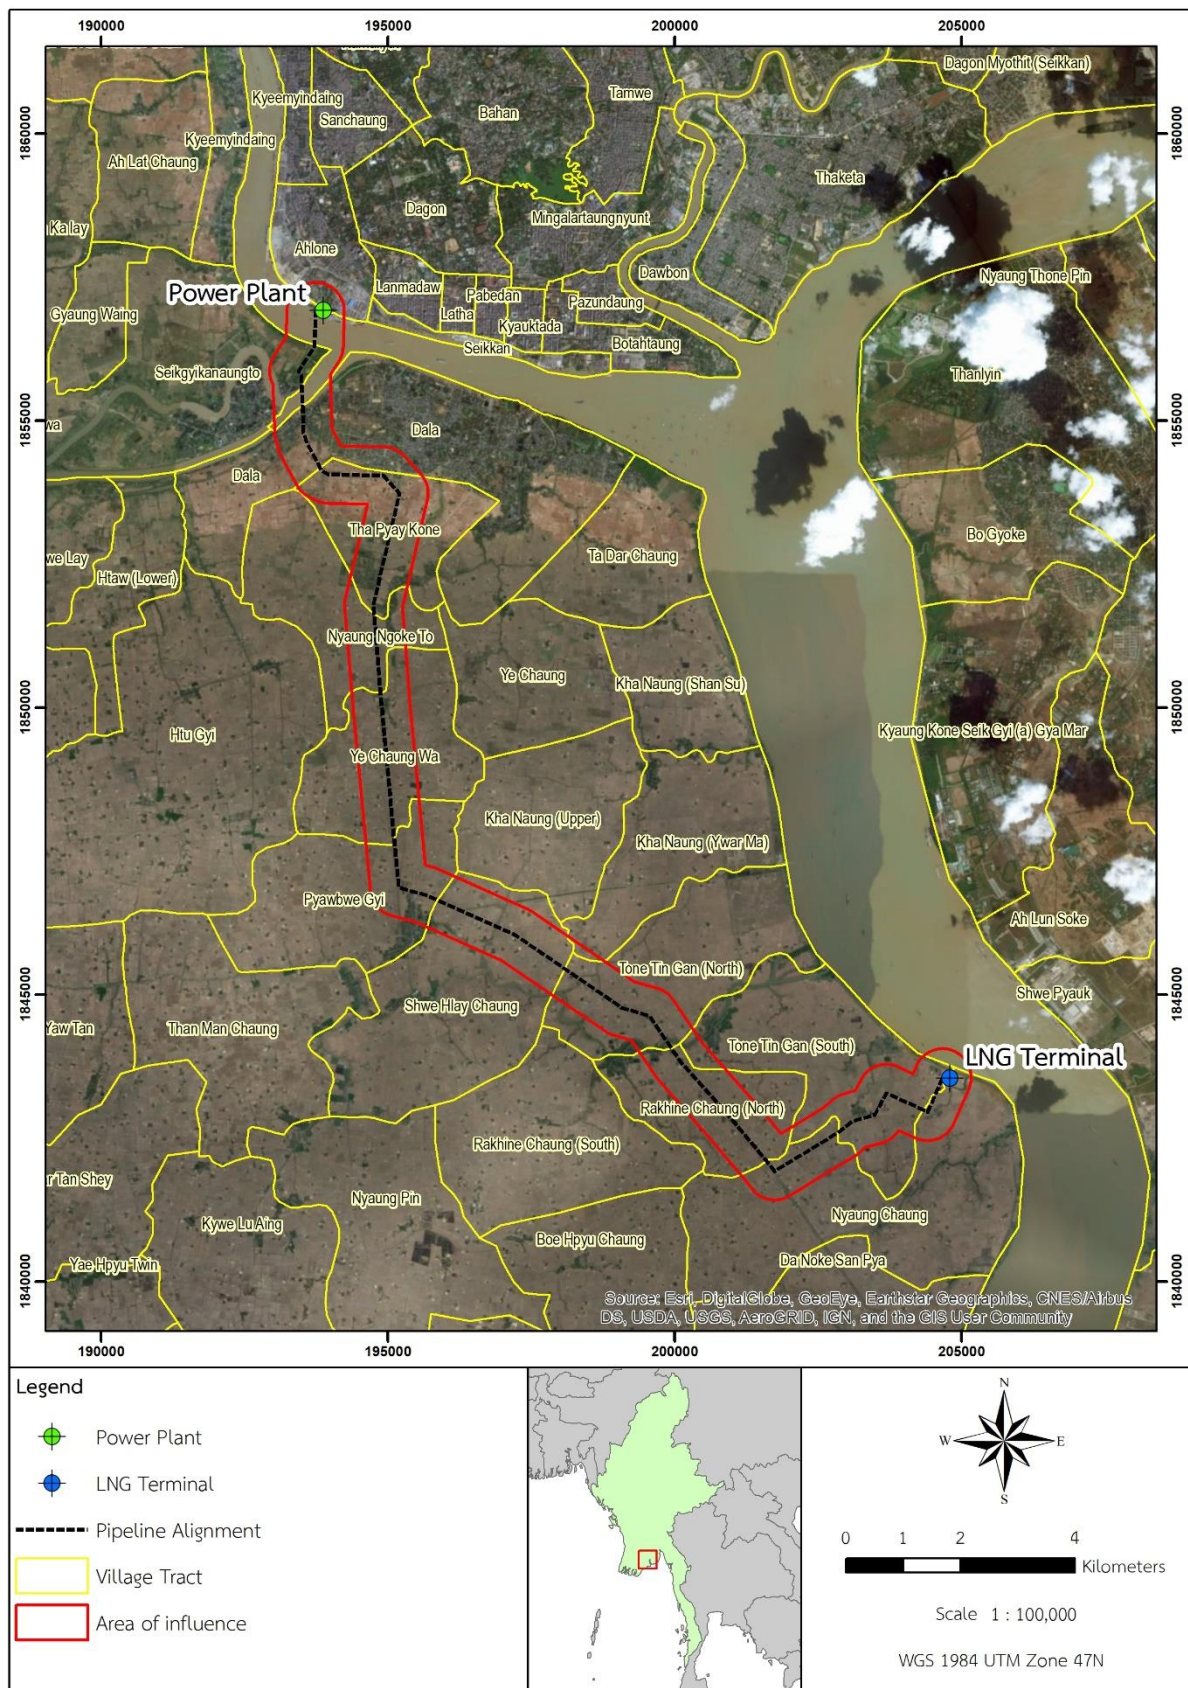 190000 195000 200000 205000
Dagon Myothit (Seikkan)
Kyeemyindaing
Tamwe
Bahan
Sanchaung
1860000
1860000
Kyeemyindaing
Ah Lat Chaung
Thaketa
Dagon
Mingalartaungnyunt
Ka lay
Ahlone
Dawbon
Nyaung Thone Pin
Lanmadaw
Power Plant
Pabedan
Pazundaung
Gyaung Waing
Latha
Kyauktada
Botahtaung
Seikkan
Seikgyikanaungto
Thanlyin
1855000
1855000
wa
Dala
Dala
Tha Pyay Kone
Bo Gyoke
we Lay
Ta Dar Chaung
Htaw (Lower)
Nyaung Ngoke To
Ye Chaung
Kha Naung (Shan Su)
1850000
1850000
Htu Gyi
Kyaung Kone Seik Gyi (a) Gya Mar
Ye Chaung Wa
Kha Naung (Upper)
Kha Naung (Ywar Ma)
Pyawbwe Gyi
Ah Lun Soke
Tone Tin Gan (North)
1845000
1845000
Shwe Pyauk
Shwe Hlay Chaung
Yaw Tan
Than Man Chaung
Tone Tin Gan (South)
LNG Terminal
Rakhine Chaung (North)
Rakhine Chaung (South)
r Tan Shey
Nyaung Pin
Nyaung Chaung
Kywe Lu Aing
Boe Hpyu Chaung
Yae Hpyu Twin
Da Noke San Pya
1840000
1840000
Source: Esri, DigitalGlobe, GeoEye, Earthstar Geographics, CNES/Airbus
DS, USDA, USGS, AeroGRID, IGN, and the GIS User Community
190000 195000 200000 205000
Legend
Power Plant
LNG Terminal
Pipeline Alignment
Village Tract
Area of influence
N
W E
S
0 1 2 4
Kilometers
Scale 1 : 100,000
WGS 1984 UTM Zone 47N